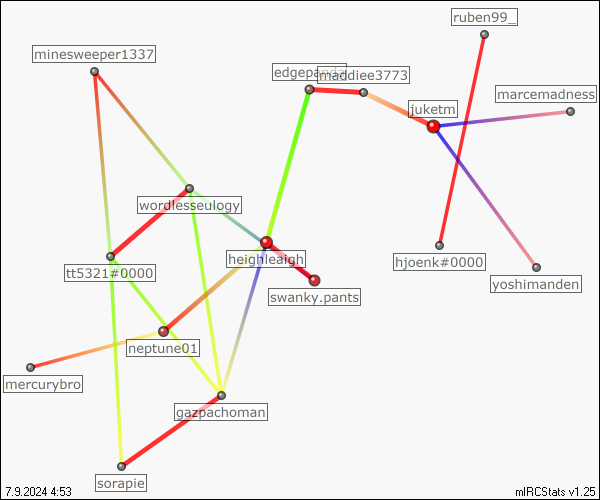 ruben99_
minesweeper1337
maddiee3773
marcemadness
juketm
wordlesseulogy
heighleaigh
hjoenk#0000
tt5321#0000
yoshimanden
swanky.pants
neptune01
mercurybro
gazpachoman
sorapie
7.9.2024 4:53
mIRCStats v1.25